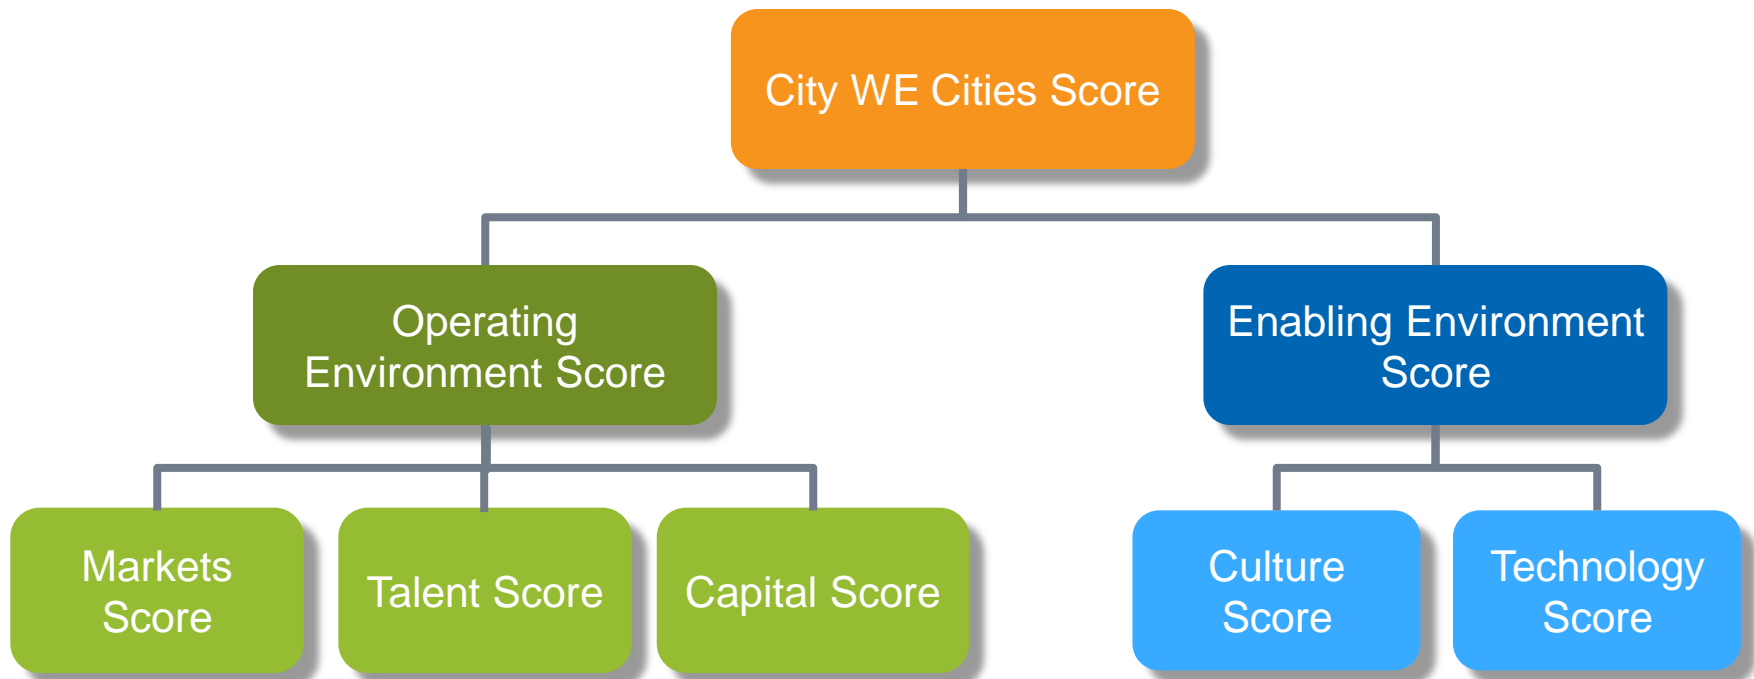 City WE Cities Score
Operating
Environment Score
Enabling Environment
Score
Markets
Score
Talent Score
Capital Score
Culture
Score
Technology
Score